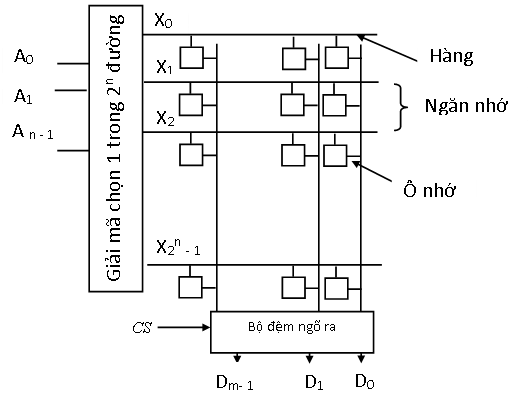 X₀
Hàng
A₀
X₁
A₁
Ngăn nhớ
X₂
A n - 1
Giải mã chọn 1 trong 2ⁿ đường
Ô nhớ
X₂ⁿ - 1
CS
Bộ đệm ngõ ra
Dm- 1 D₁ D₀